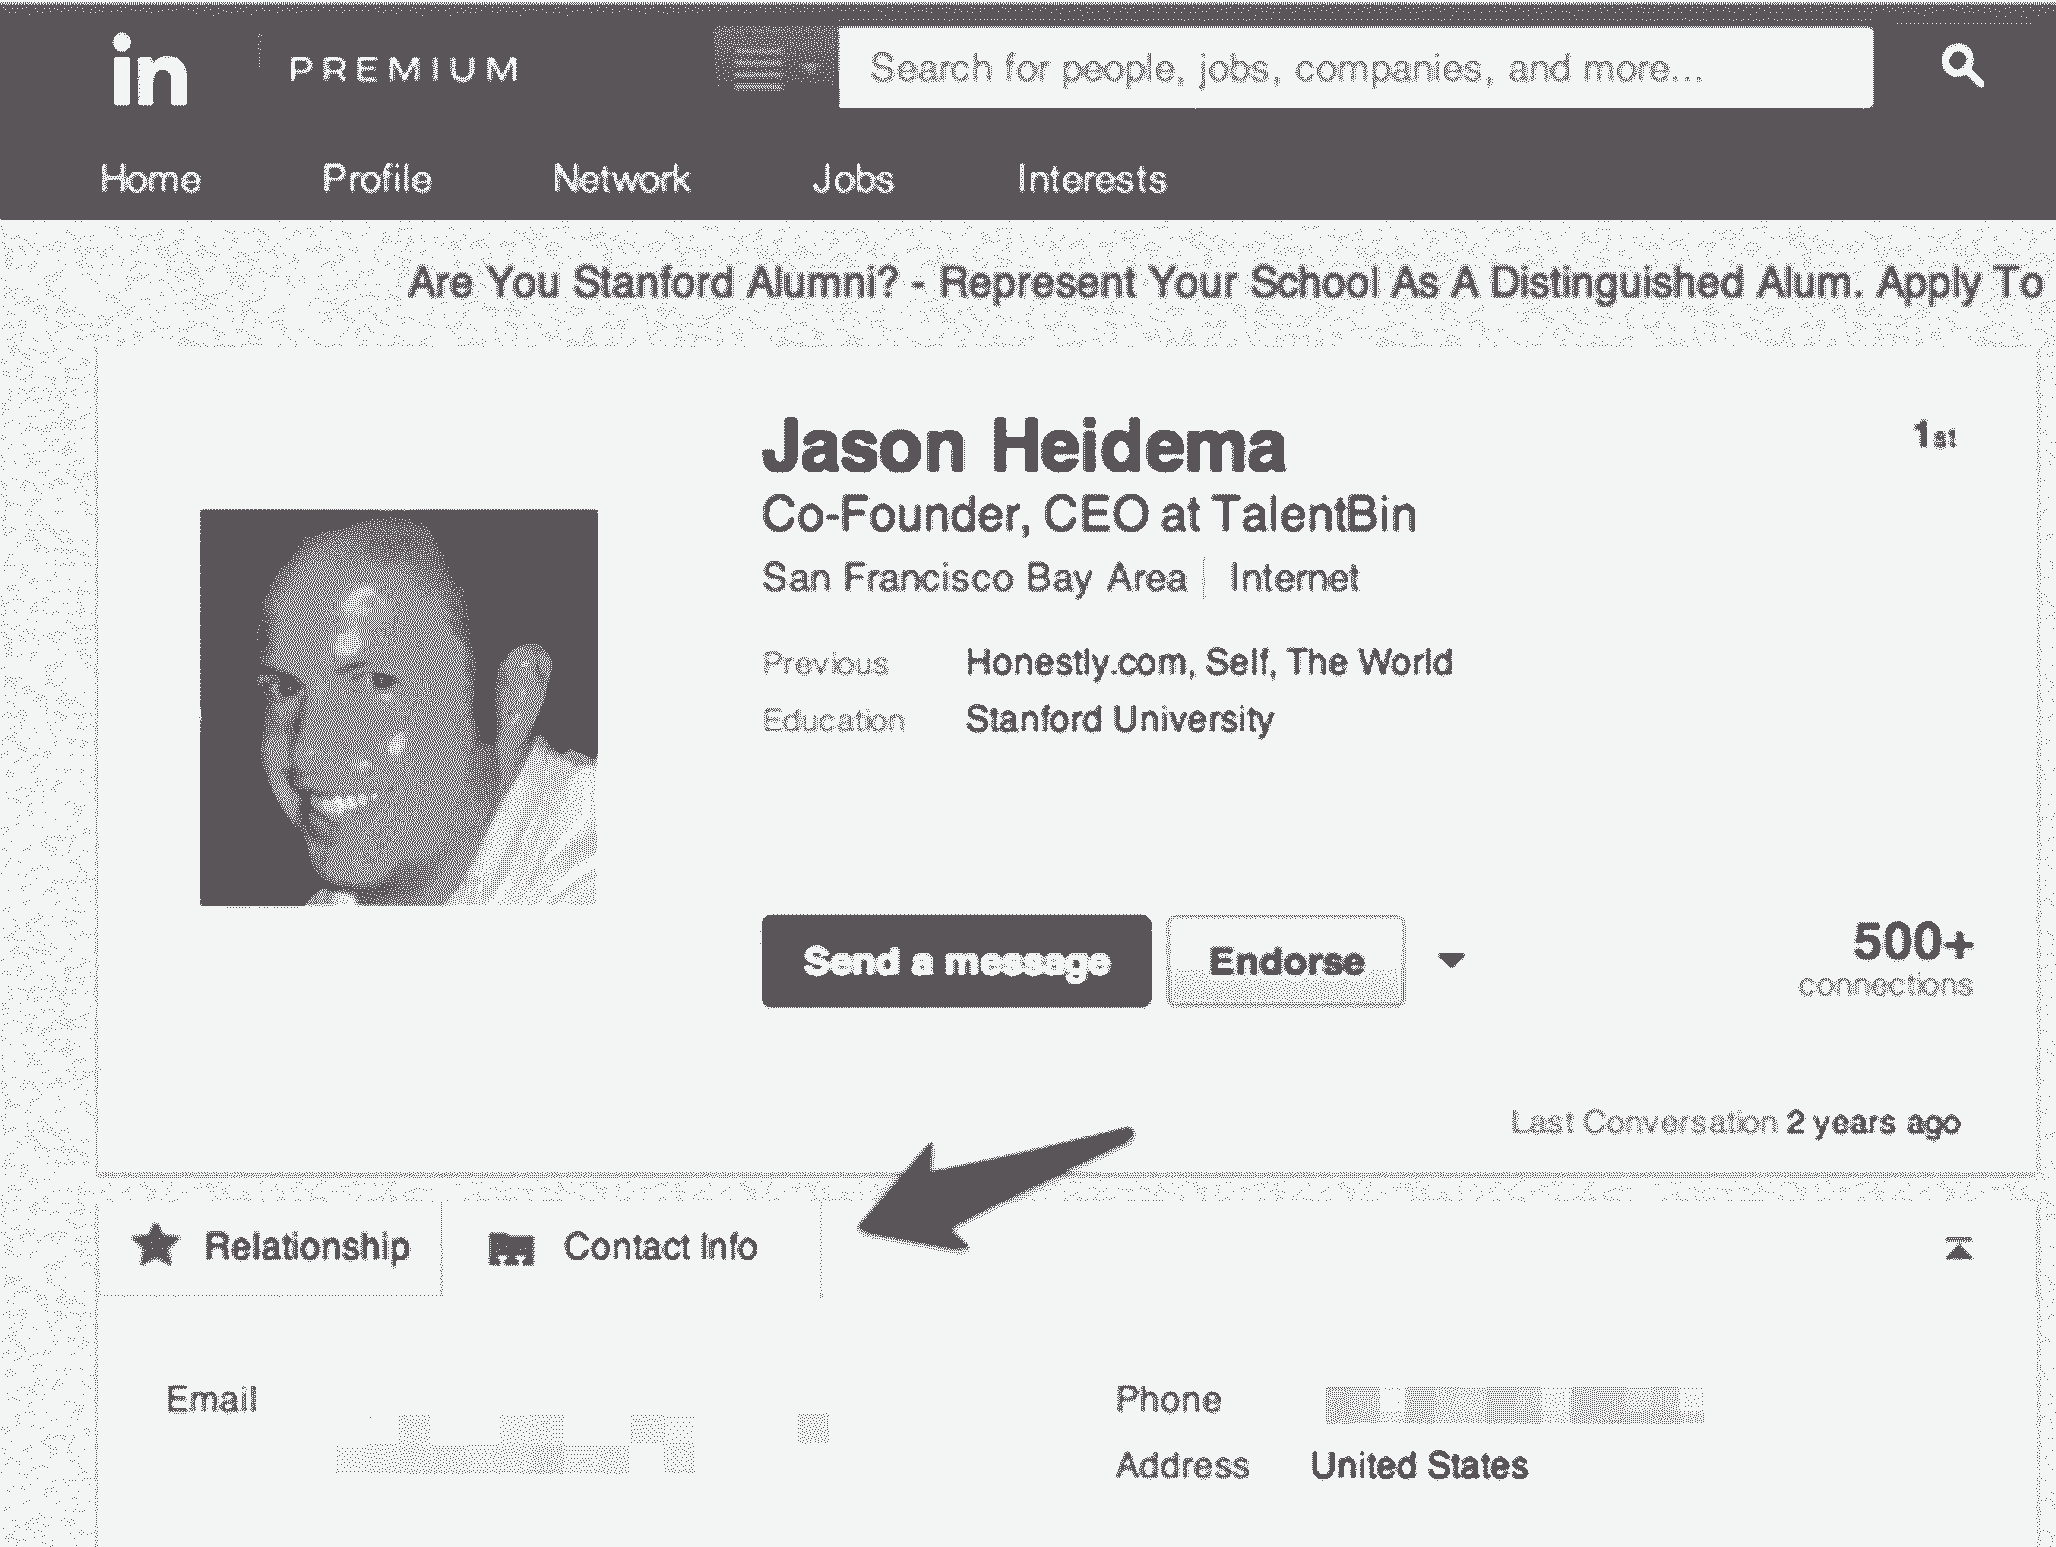 in PREMIUM Search for people, jobs, companies, and more...
Home Profile Network Jobs Interests
Are You Stanford Alumni? - Represent Your School As A Distinguished Alum. Apply To
Jason Heidema 1st
Co-Founder, CEO at TalentBin
San Francisco Bay Area Internet
Previous Honestly.com, Self, The World
Education Stanford University
Send a message Endorse 500+
connections
Last Conversation 2 years ago
Relationship Contact Info
Email Phone
Address United States